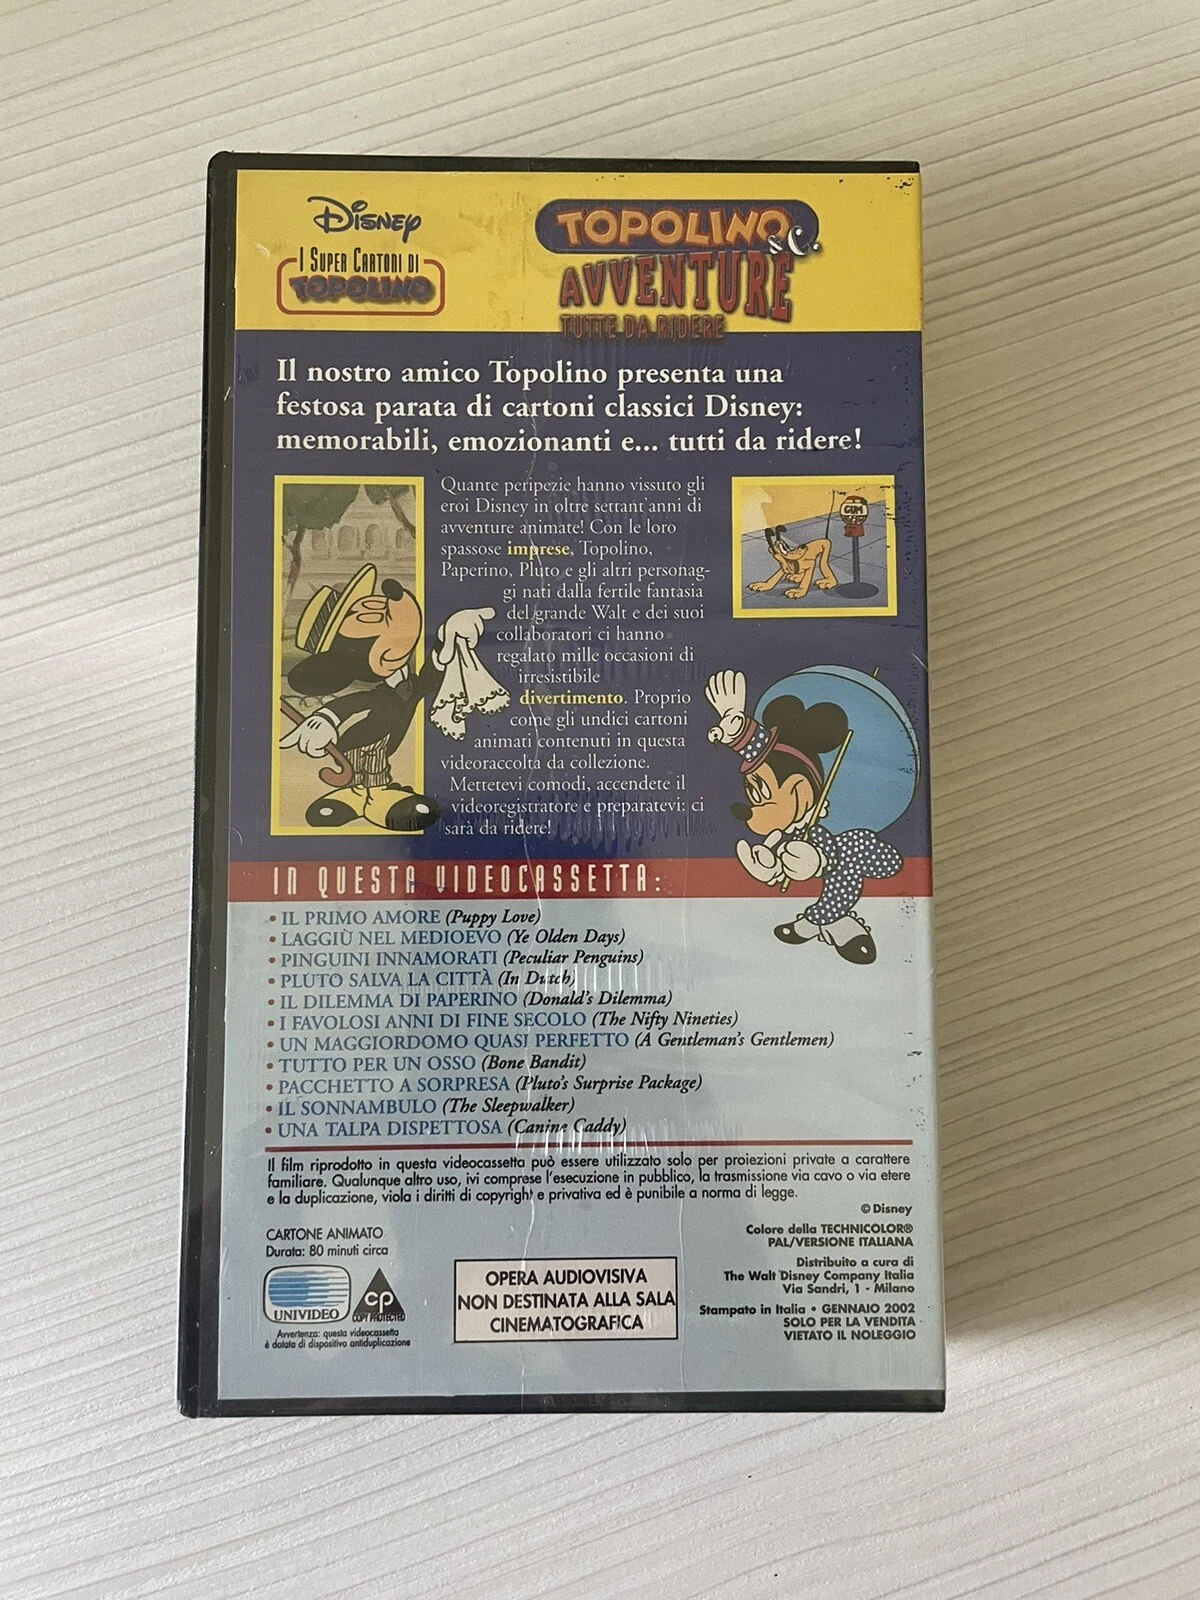 Disney
I SUPER CARTONI DI
TOPOLINO
TOPOLINO
& C.
AVVENTURE
TUTTE DA RIDERE
Il nostro amico Topolino presenta una
festosa parata di cartoni classici Disney:
memorabili, emozionanti e... tutti da ridere!
Quante peripezie hanno vissuto gli
eroi Disney in oltre settant'anni di
avventure animate! Con le loro
spassose imprese, Topolino,
Paperino, Pluto e gli altri personag-
gi nati dalla fertile fantasia
del grande Walt e dei suoi
collaboratori ci hanno
regalato mille occasioni di
irresistibile
divertimento. Proprio
come gli undici cartoni
animati contenuti in questa
videoraccolta da collezione.
Mettetevi comodi, accendete il
videoregistratore e preparatevi: ci
sarà da ridere!
GUM
IN QUESTA VIDEOCASSETTA:
• IL PRIMO AMORE (Puppy Love)
• LAGGIÙ NEL MEDIOEVO (Ye Olden Days)
• PINGUINI INNAMORATI (Peculiar Penguins)
• PLUTO SALVA LA CITTÀ (In Dutch)
• IL DILEMMA DI PAPERINO (Donald's Dilemma)
• I FAVOLOSI ANNI DI FINE SECOLO (The Nifty Nineties)
• UN MAGGIORDOMO QUASI PERFETTO (A Gentleman's Gentlemen)
• TUTTO PER UN OSSO (Bone Bandit)
• PACCHETTO A SORPRESA (Pluto's Surprise Package)
• IL SONNAMBULO (The Sleepwalker)
• UNA TALPA DISPETTOSA (Canine Caddy)
Il film riprodotto in questa videocassetta può essere utilizzato solo per proiezioni private a carattere
familiare. Qualunque altro uso, ivi comprese l'esecuzione in pubblico, la trasmissione via cavo o via etere
e la duplicazione, viola i diritti di copyright e privativa ed è punibile a norma di legge.
© Disney
CARTONE ANIMATO
Durata: 80 minuti circa
Colore della TECHNICOLOR®
PAL/VERSIONE ITALIANA
Distribuito a cura di
The Walt Disney Company Italia
Via Sandri, 1 - Milano
Stampato in Italia • GENNAIO 2002
SOLO PER LA VENDITA
VIETATO IL NOLEGGIO
OPERA AUDIOVISIVA
NON DESTINATA ALLA SALA
CINEMATOGRAFICA
UNIVIDEO
cp
COPY PROTECTED
Avvertenza: questa videocassetta
è dotata di dispositivo antiduplicazione